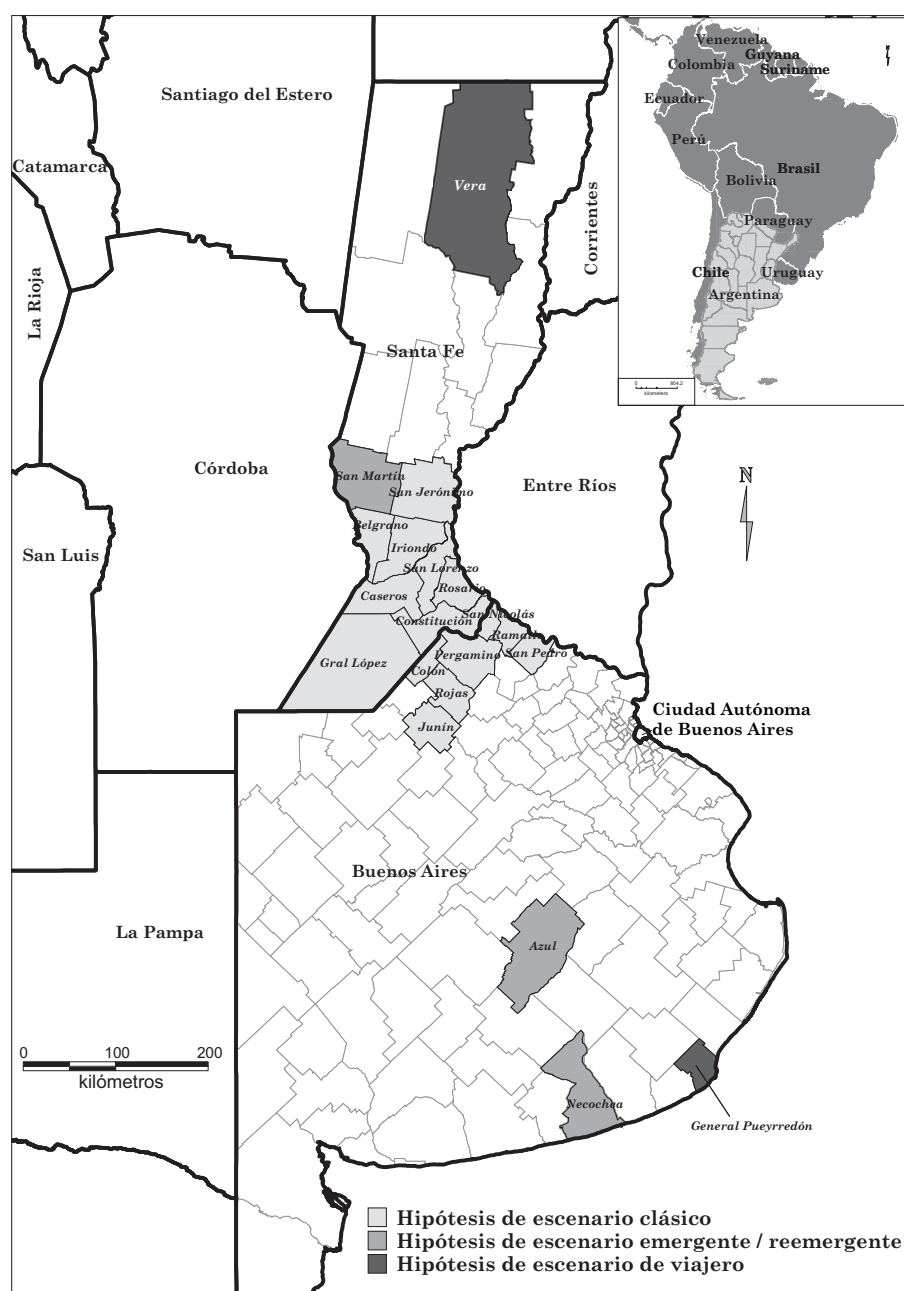 Venezuela
Guyana
Colombia
Suriname
Ecuador
Perú
Brasil
Bolivia
Paraguay
Chile
Uruguay
Argentina
0 804.2
kilometers
Santiago del Estero
Catamarca
Vera
Corrientes
La Rioja
Santa Fe
Córdoba
San Martín
San Jerónimo
Entre Ríos
N
Belgrano
San Luis
Iriondo
San Lorenzo
Caseros
Rosario
San Nicolás
Constitución
Ramallo
Gral López
Pergamino
San Pedro
Colón
Rojas
Junín
Ciudad Autónoma
de Buenos Aires
Buenos Aires
La Pampa
Azul
0 100 200
kilómetros
Necochea
General Pueyrredón
Hipótesis de escenario clásico
Hipótesis de escenario emergente / reemergente
Hipótesis de escenario de viajero